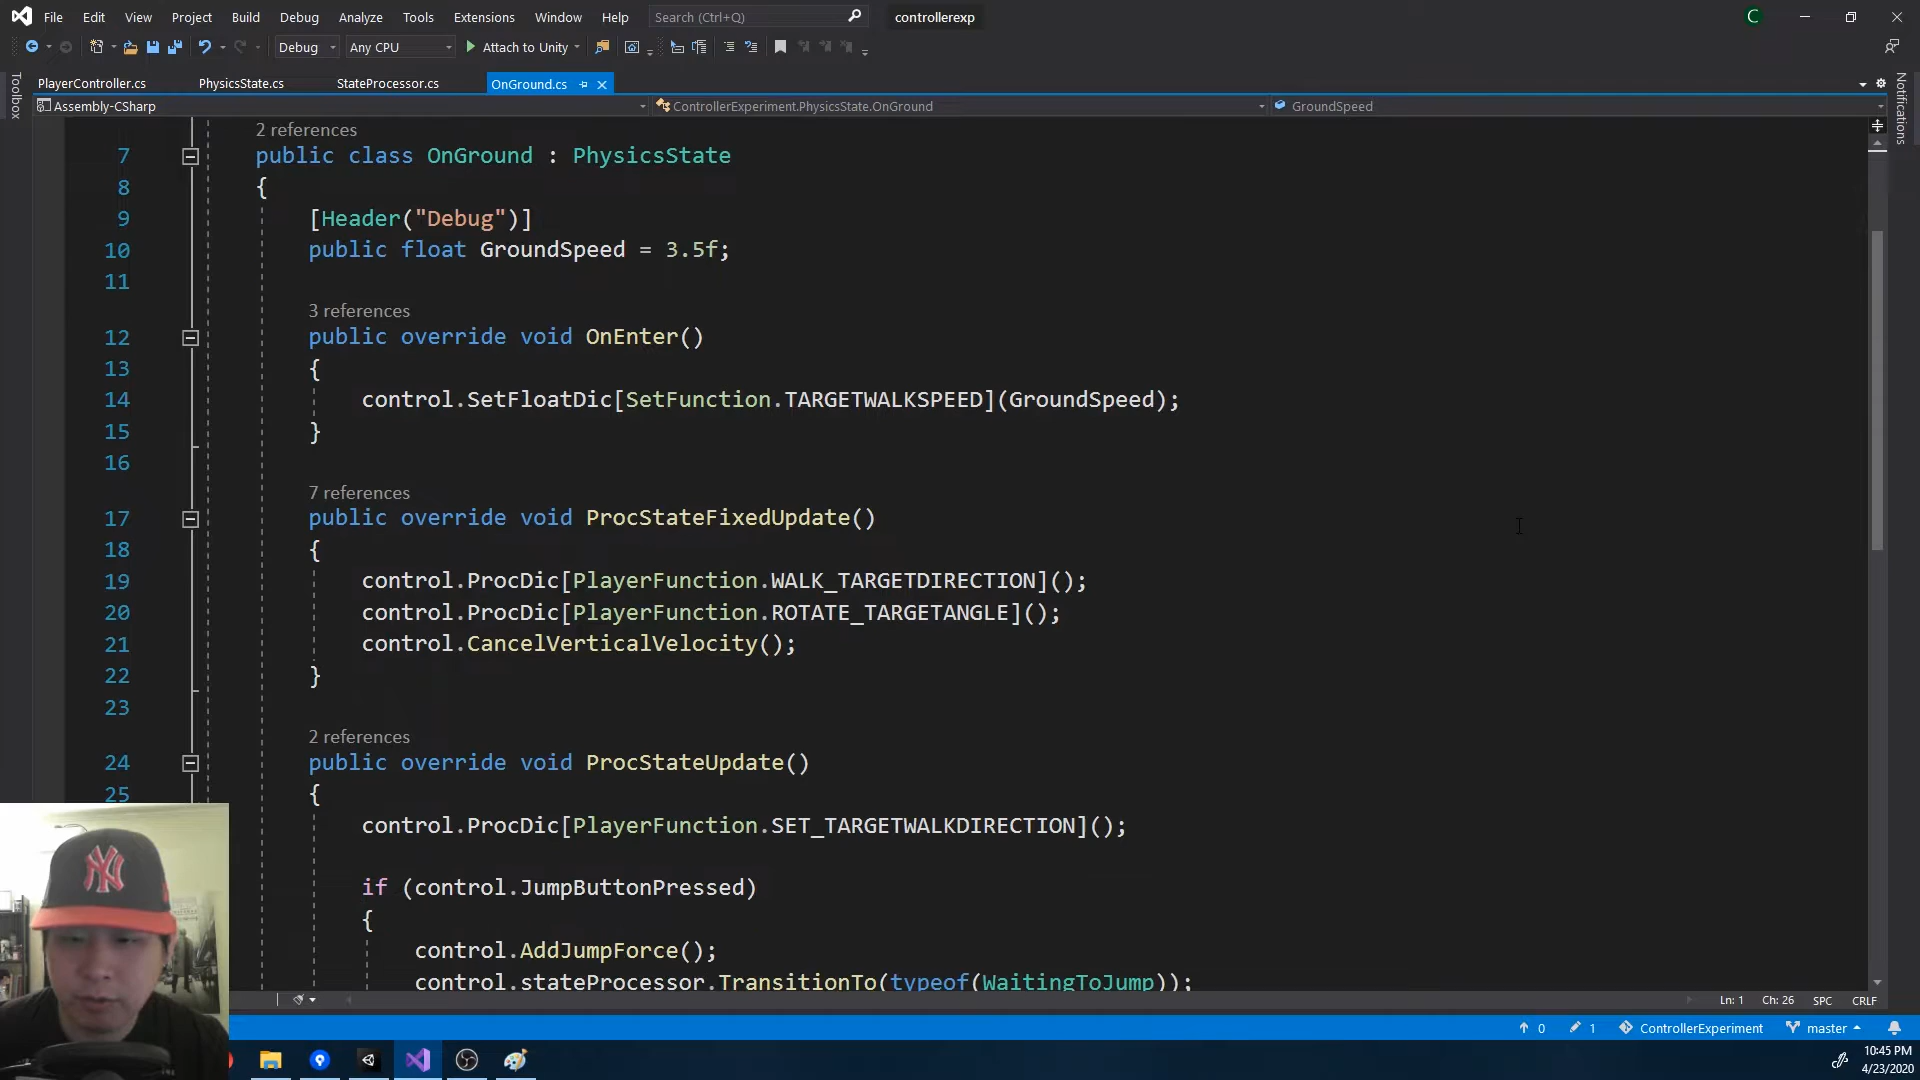 File Edit View Project Build Debug Analyze Tools Extensions Window Help Search (Ctrl+Q) controllerexp C
Debug Any CPU Attach to Unity
PlayerController.cs PhysicsState.cs StateProcessor.cs OnGround.cs
Toolbox
Notifications
Assembly-CSharp ControllerExperiment.PhysicsState.OnGround GroundSpeed
2 references
7 public class OnGround : PhysicsState
8 {
9 [Header("Debug")]
10 public float GroundSpeed = 3.5f;
11
3 references
12 public override void OnEnter()
13 {
14 control.SetFloatDic[SetFunction.TARGETWALKSPEED](GroundSpeed);
15 }
16
7 references
17 public override void ProcStateFixedUpdate()
18 {
19 control.ProcDic[PlayerFunction.WALK_TARGETDIRECTION]();
20 control.ProcDic[PlayerFunction.ROTATE_TARGETANGLE]();
21 control.CancelVerticalVelocity();
22 }
23
2 references
24 public override void ProcStateUpdate()
25 {
control.ProcDic[PlayerFunction.SET_TARGETWALKDIRECTION]();
if (control.JumpButtonPressed)
{
control.AddJumpForce();
control.stateProcessor.TransitionTo(typeof(WaitingToJump));
NY
Ln: 1 Ch: 26 SPC CRLF
0 1 ControllerExperiment master
10:45 PM
4/23/2020